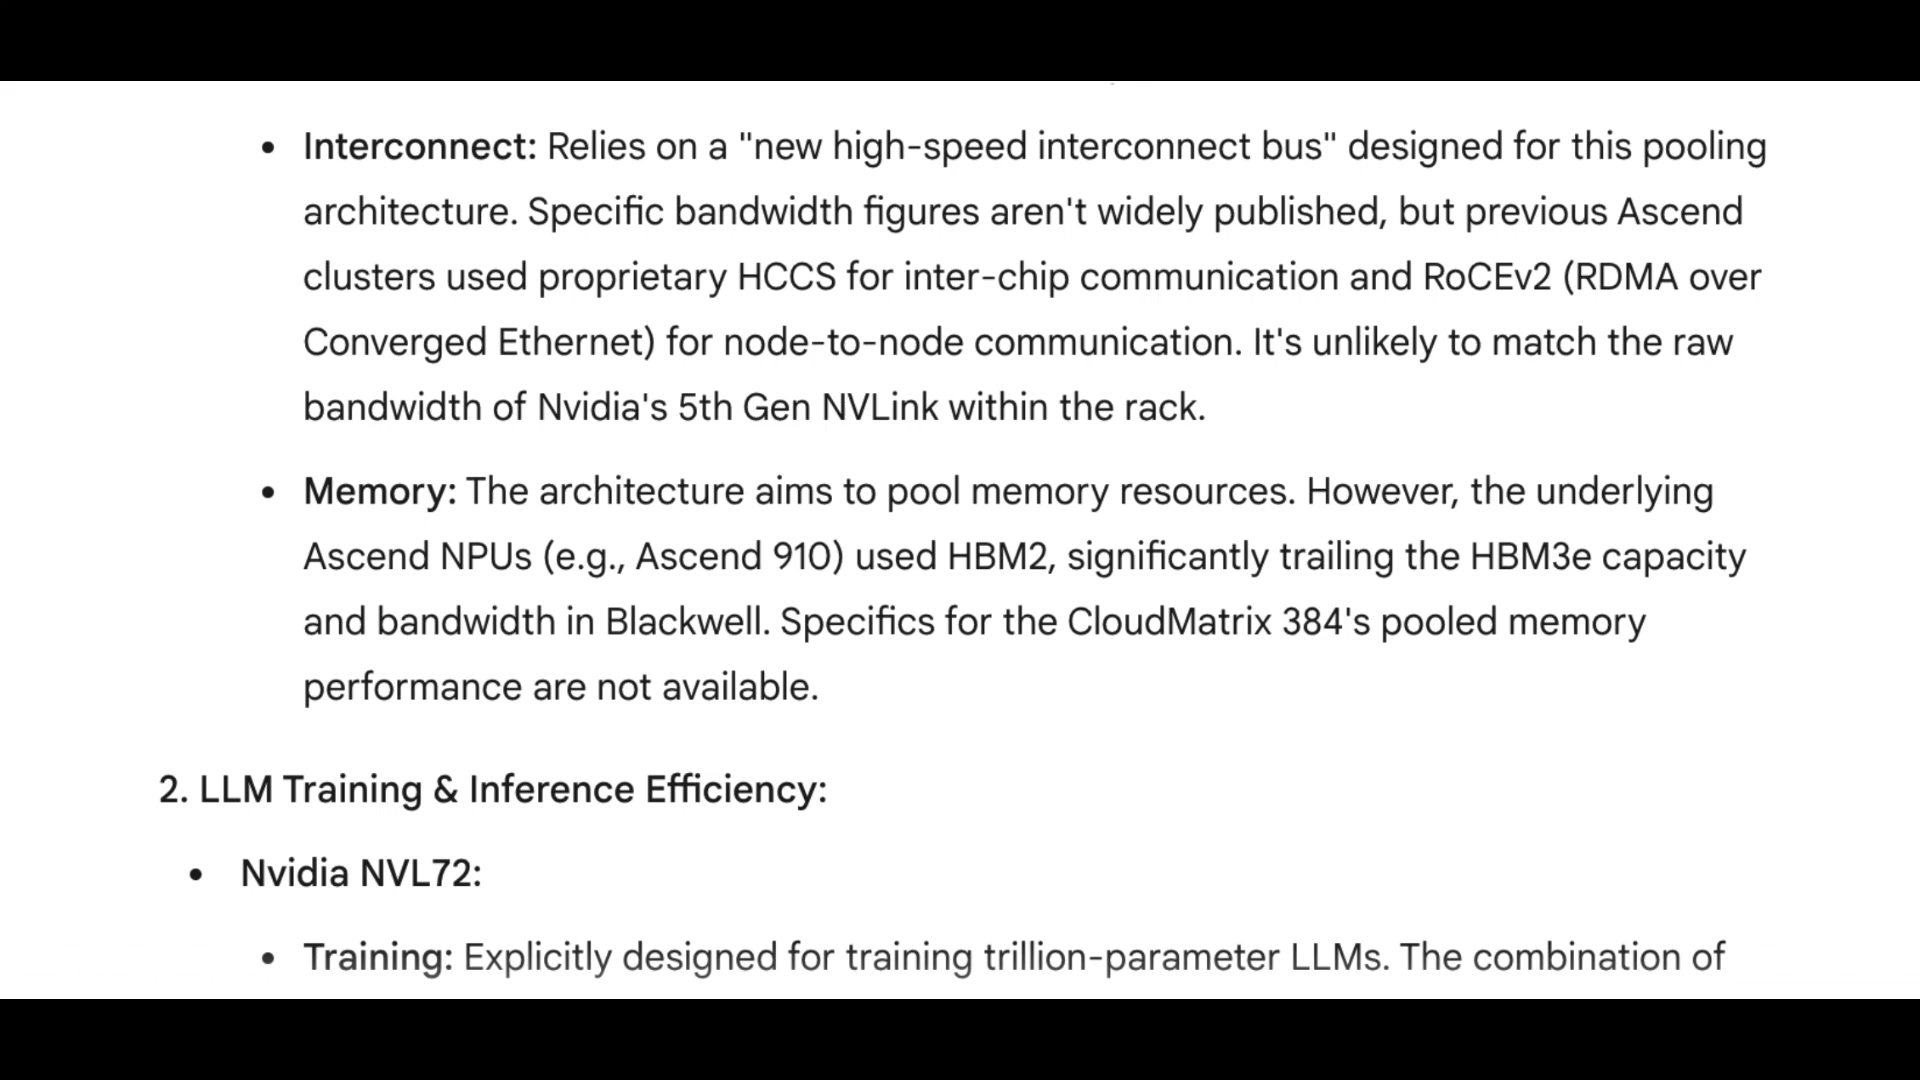 • Interconnect: Relies on a "new high-speed interconnect bus" designed for this pooling
architecture. Specific bandwidth figures aren't widely published, but previous Ascend
clusters used proprietary HCCS for inter-chip communication and RoCEv2 (RDMA over
Converged Ethernet) for node-to-node communication. It's unlikely to match the raw
bandwidth of Nvidia's 5th Gen NVLink within the rack.
• Memory: The architecture aims to pool memory resources. However, the underlying
Ascend NPUs (e.g., Ascend 910) used HBM2, significantly trailing the HBM3e capacity
and bandwidth in Blackwell. Specifics for the CloudMatrix 384's pooled memory
performance are not available.
2. LLM Training & Inference Efficiency:
• Nvidia NVL72:
• Training: Explicitly designed for training trillion-parameter LLMs. The combination of